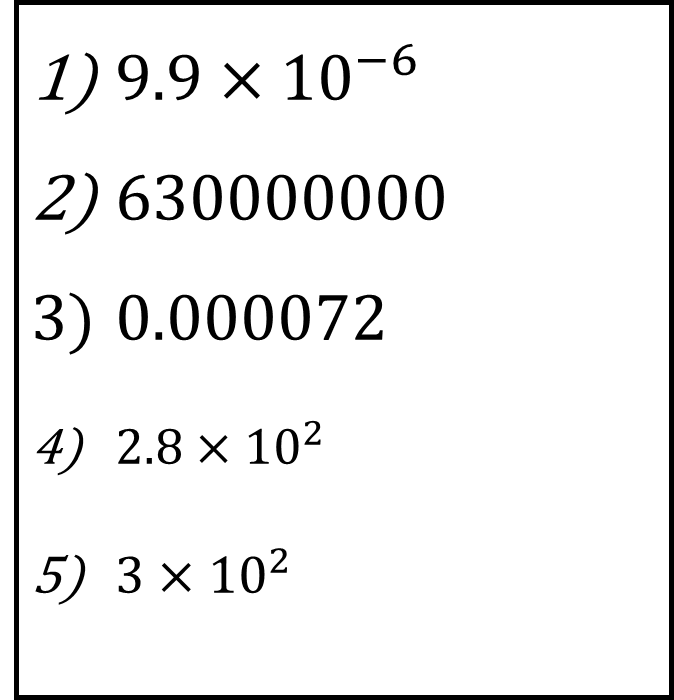 1) 9.9 × 10⁻⁶
2) 630000000
3) 0.000072
4) 2.8 × 10²
5) 3 × 10²